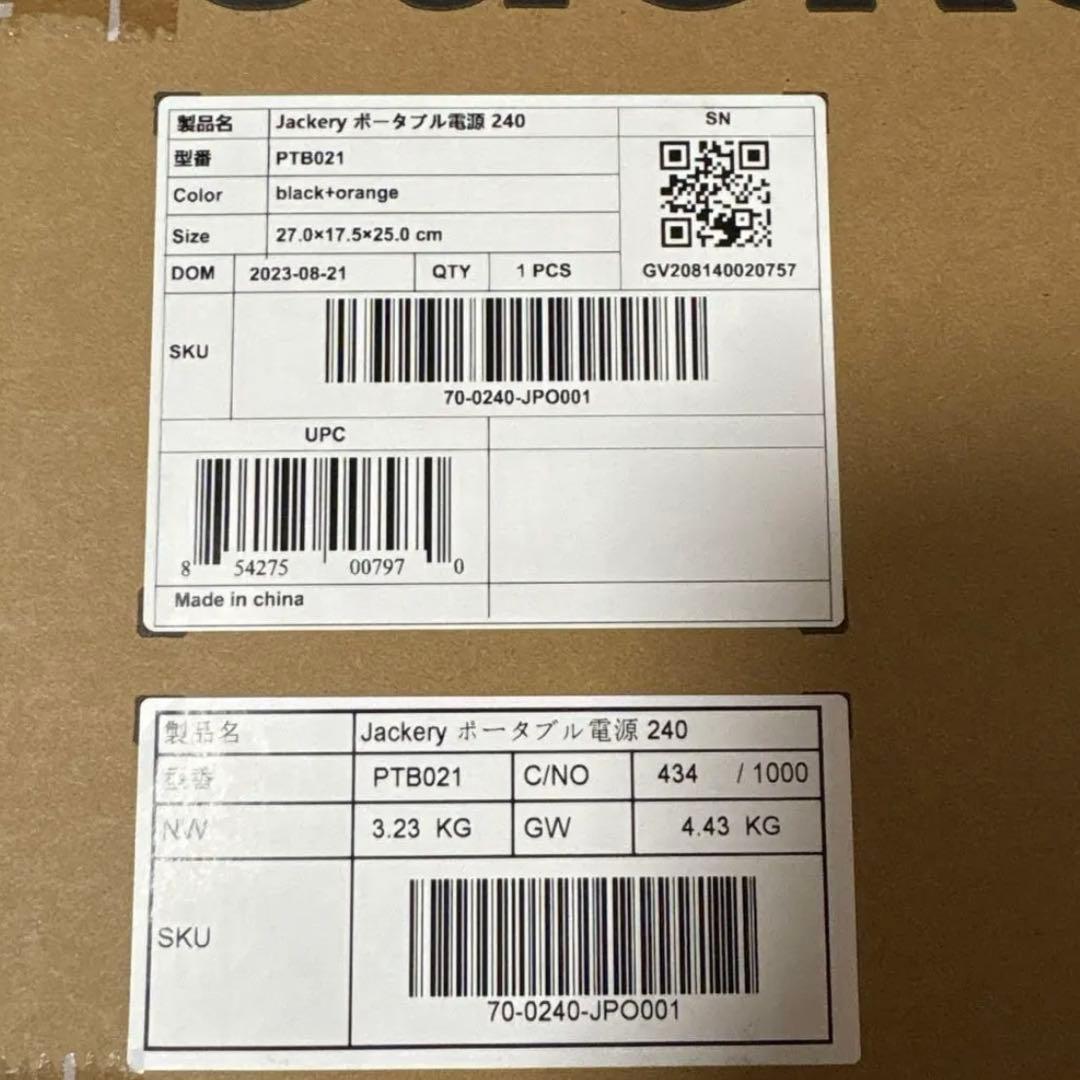 製品名 Jackery ポータブル電源 240 SN
型番 PTB021
Color black+orange
Size 27.0×17.5×25.0 cm
DOM 2023-08-21 QTY 1 PCS GV208140020757
SKU
70-0240-JPO001
UPC
8 54275 00797 0
Made in china
製品名 Jackery ポータブル電源 240
型番 PTB021 C/NO 434 / 1000
NW 3.23 KG GW 4.43 KG
SKU
70-0240-JPO001